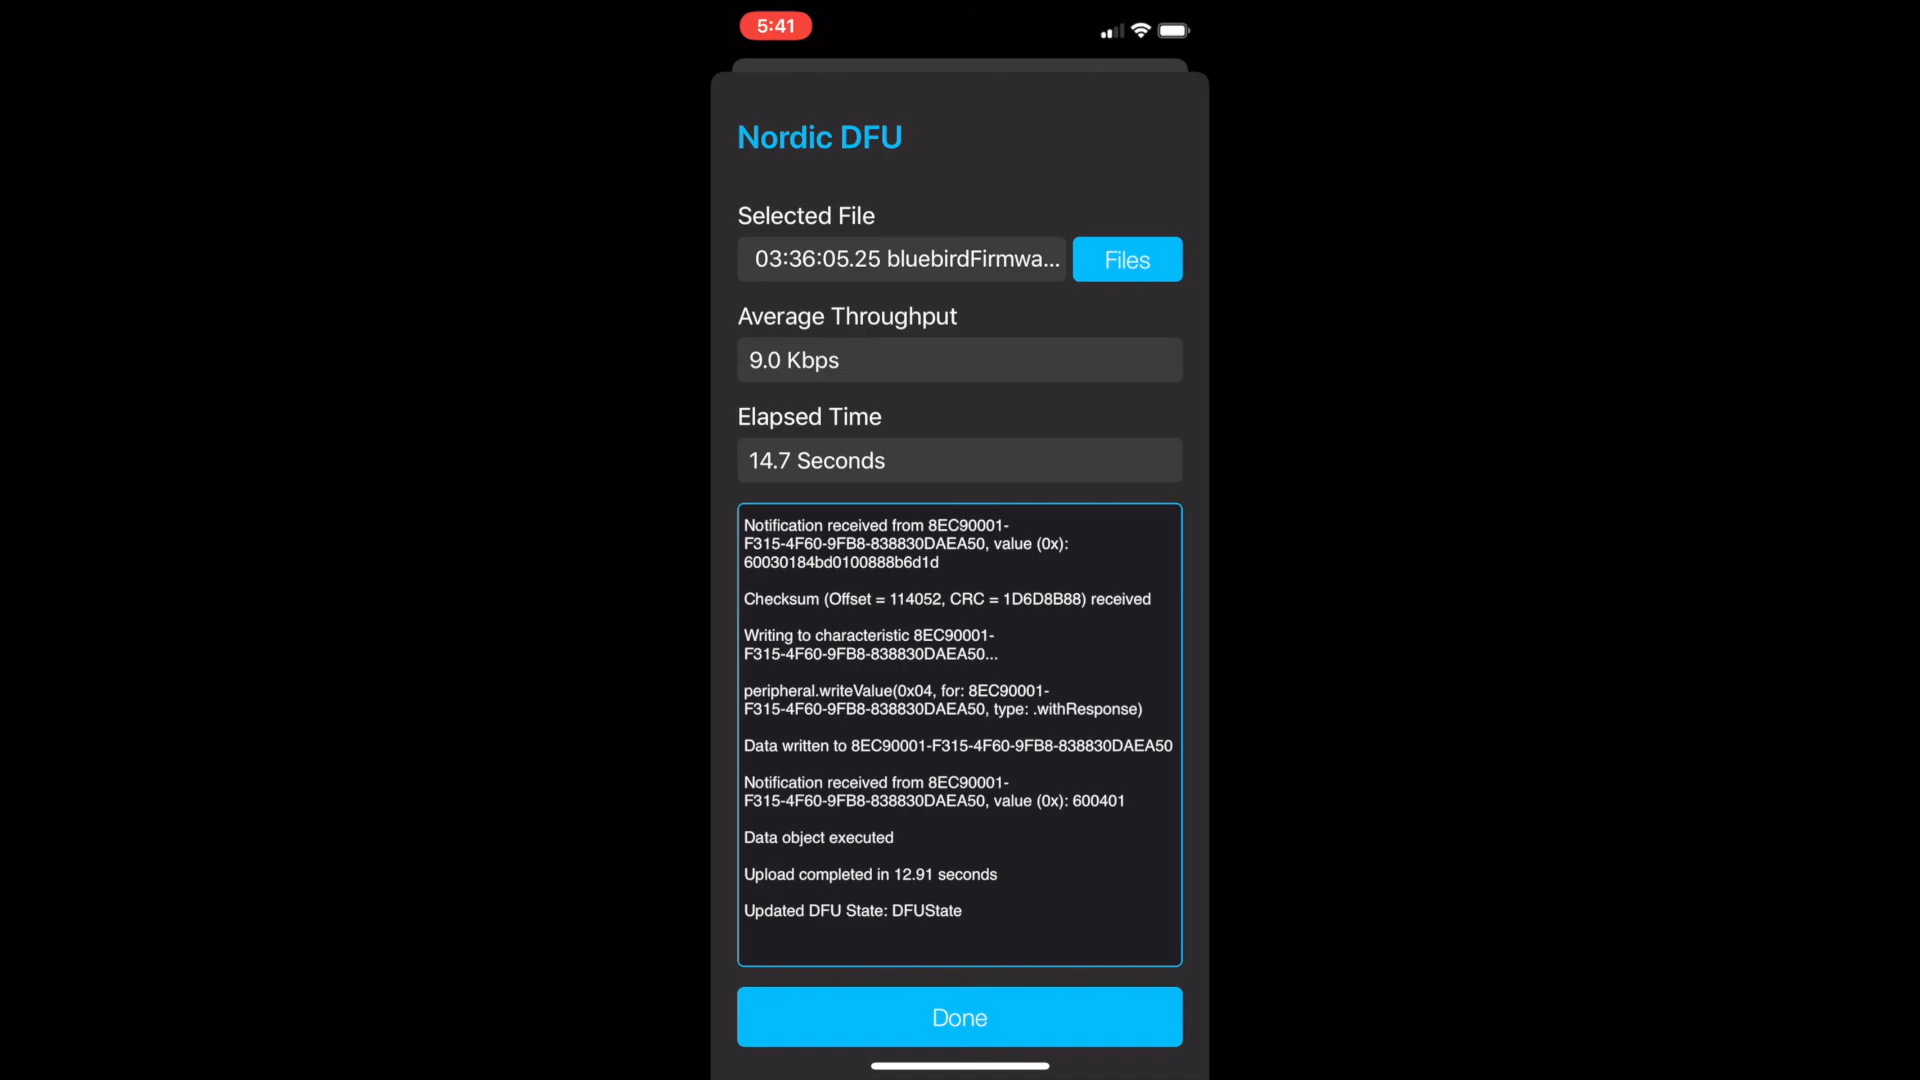 5:41
Nordic DFU
Selected File
03:36:05.25 bluebirdFirmwa...
Files
Average Throughput
9.0 Kbps
Elapsed Time
14.7 Seconds
Notification received from 8EC90001-
F315-4F60-9FB8-838830DAEA50, value (0x):
60030184bd0100888b6d1d
Checksum (Offset = 114052, CRC = 1D6D8B88) received
Writing to characteristic 8EC90001-
F315-4F60-9FB8-838830DAEA50...
peripheral.writeValue(0x04, for: 8EC90001-
F315-4F60-9FB8-838830DAEA50, type: .withResponse)
Data written to 8EC90001-F315-4F60-9FB8-838830DAEA50
Notification received from 8EC90001-
F315-4F60-9FB8-838830DAEA50, value (0x): 600401
Data object executed
Upload completed in 12.91 seconds
Updated DFU State: DFUState
Done